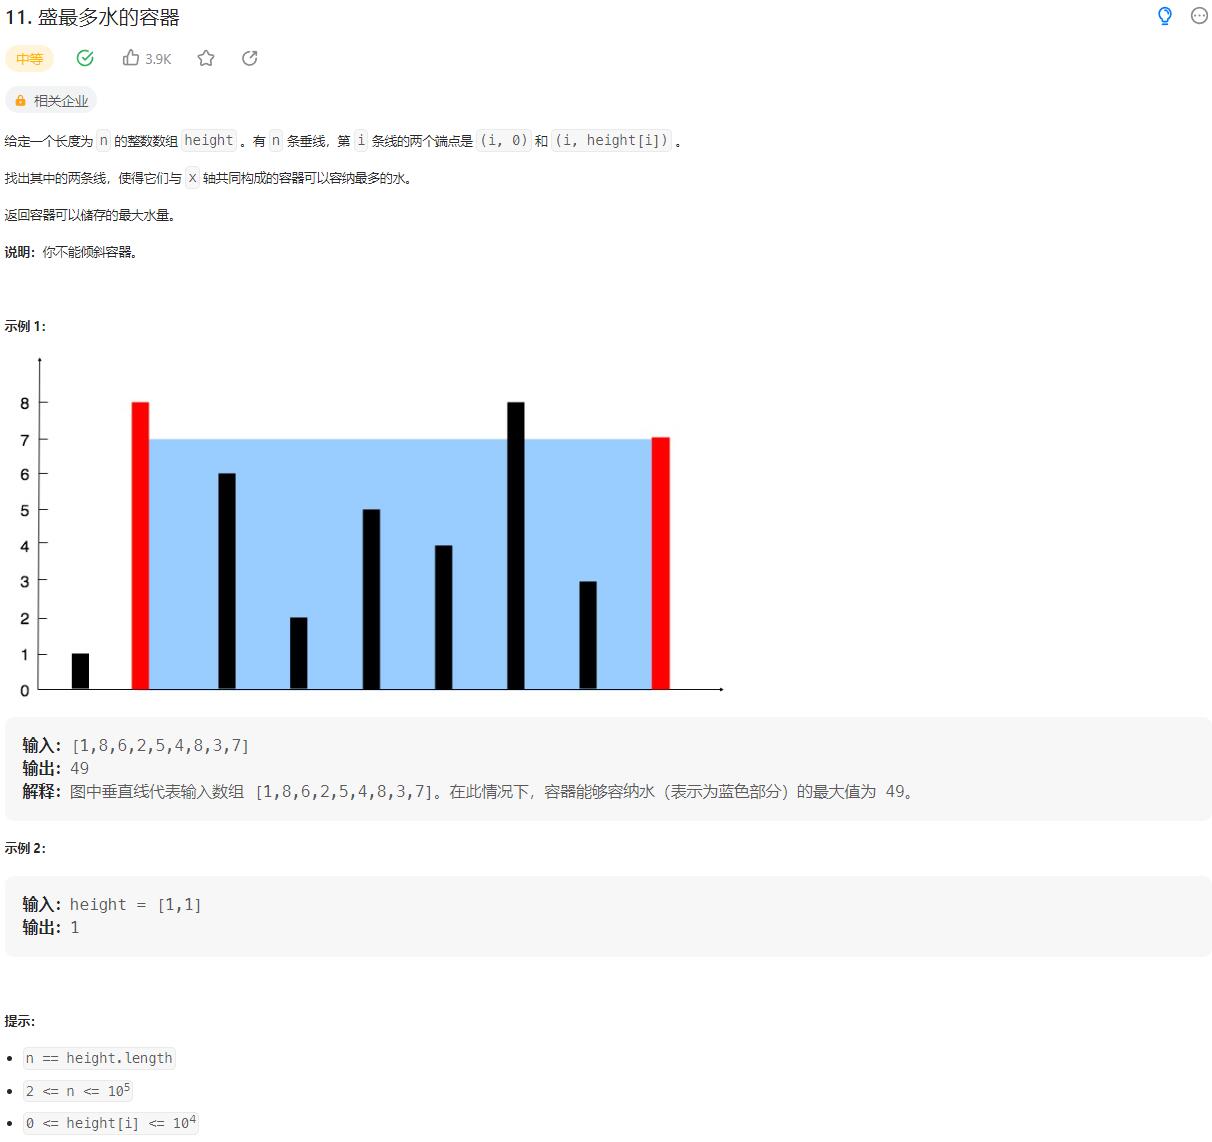 11. 盛最多水的容器
中等
3.9K
相关企业
给定一个长度为 n 的整数数组 height 。有 n 条垂线，第 i 条线的两个端点是 (i, 0) 和 (i, height[i]) 。
找出其中的两条线，使得它们与 x 轴共同构成的容器可以容纳最多的水。
返回容器可以储存的最大水量。
说明：你不能倾斜容器。
示例 1：
8
7
6
5
4
3
2
1
0
输入：[1,8,6,2,5,4,8,3,7]
输出：49
解释：图中垂直线代表输入数组 [1,8,6,2,5,4,8,3,7]。在此情况下，容器能够容纳水（表示为蓝色部分）的最大值为 49。
示例 2：
输入：height = [1,1]
输出：1
提示：
• n == height.length
• 2 <= n <= 10⁵
• 0 <= height[i] <= 10⁴